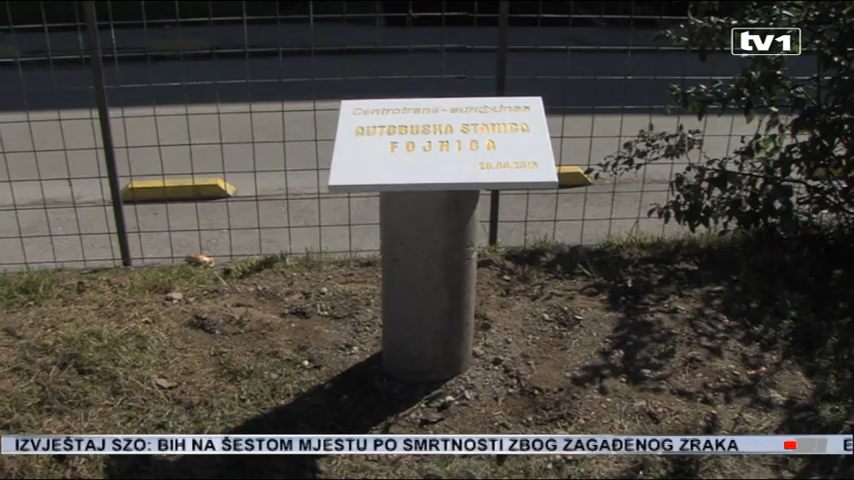 tv1
Centrotrans-eurolines
AUTOBUSKA STANICA
FOJNICA
IZVJEŠTAJ SZO: BIH NA ŠESTOM MJESTU PO SMRTNOSTI ZBOG ZAGAĐENOG ZRAKA